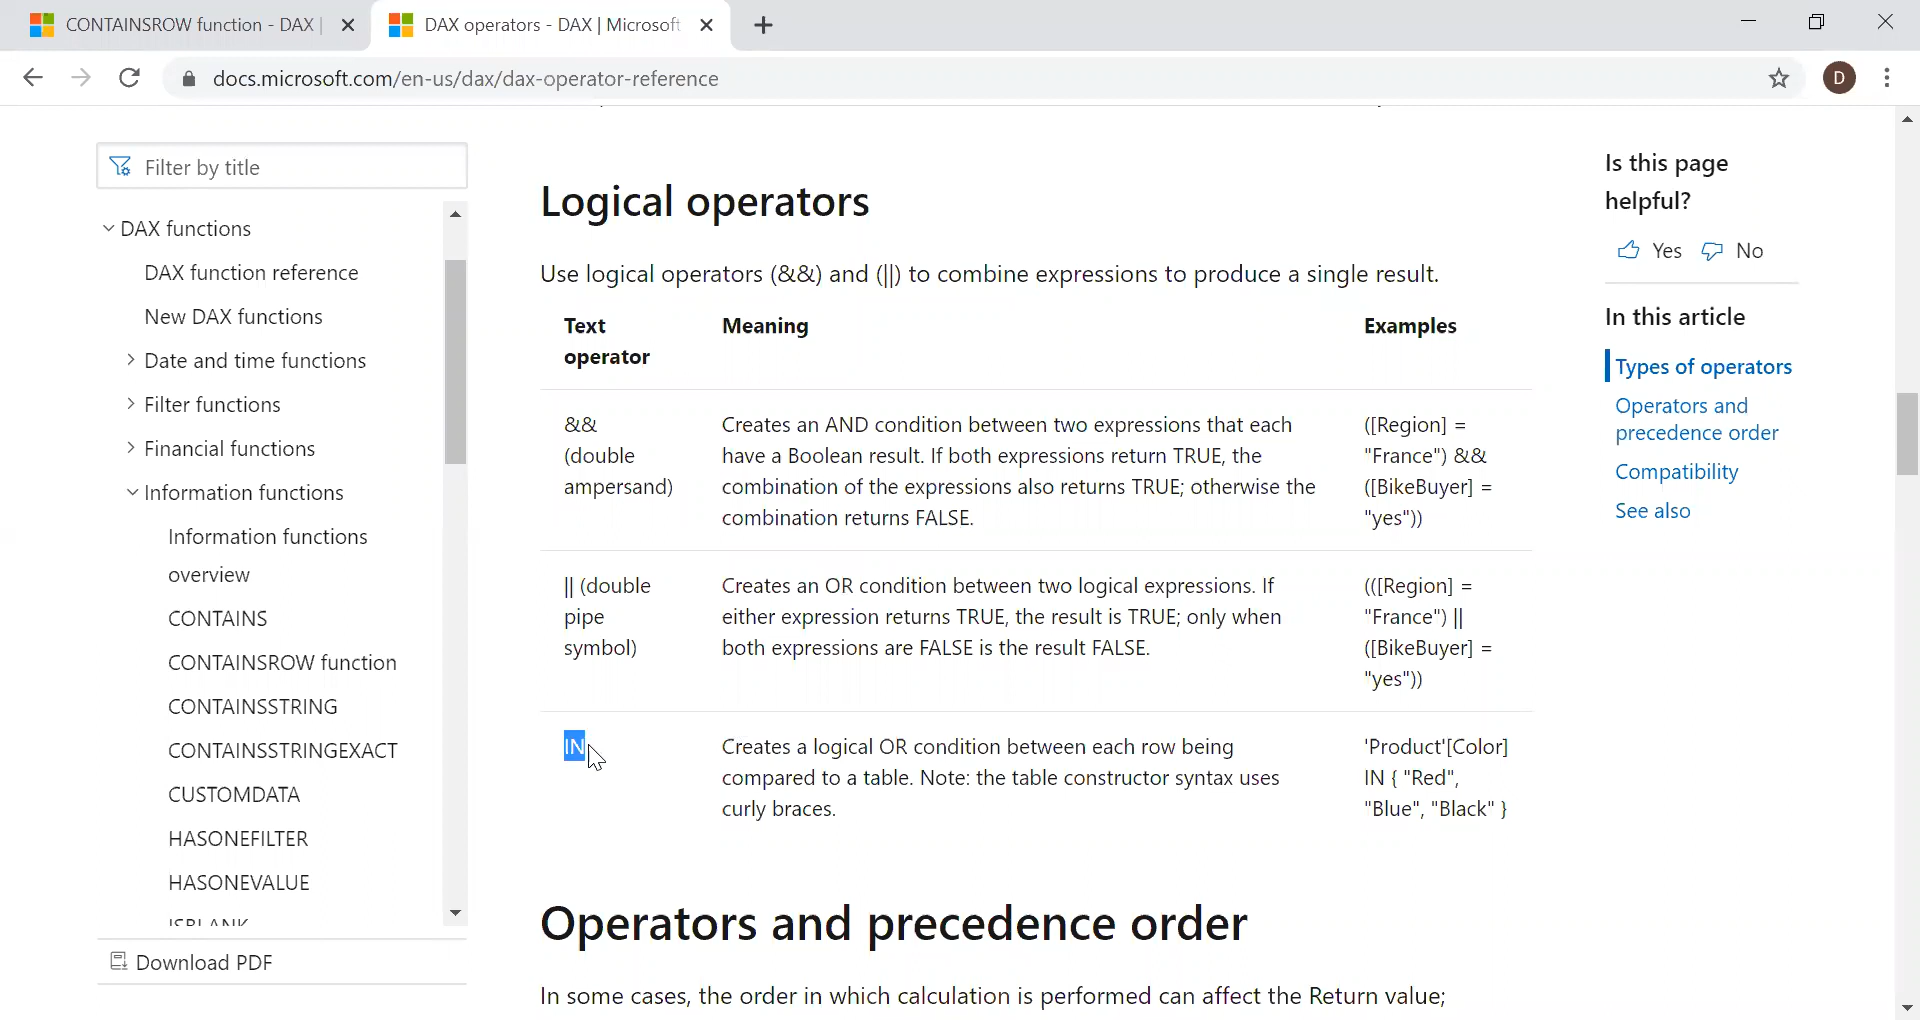 CONTAINSROW function - DAX |
DAX operators - DAX | Microsoft
docs.microsoft.com/en-us/dax/dax-operator-reference
D
Filter by title
DAX functions
DAX function reference
New DAX functions
Date and time functions
Filter functions
Financial functions
Information functions
Information functions
overview
CONTAINS
CONTAINSROW function
CONTAINSSTRING
CONTAINSSTRINGEXACT
CUSTOMDATA
HASONEFILTER
HASONEVALUE
ISBLANK
Download PDF
Logical operators
Use logical operators (&&) and (||) to combine expressions to produce a single result.
Text
operator
Meaning
Examples
&&
(double
ampersand)
Creates an AND condition between two expressions that each
have a Boolean result. If both expressions return TRUE, the
combination of the expressions also returns TRUE; otherwise the
combination returns FALSE.
([Region] =
"France") &&
([BikeBuyer] =
"yes"))
|| (double
pipe
symbol)
Creates an OR condition between two logical expressions. If
either expression returns TRUE, the result is TRUE; only when
both expressions are FALSE is the result FALSE.
(([Region] =
"France") ||
([BikeBuyer] =
"yes"))
IN
Creates a logical OR condition between each row being
compared to a table. Note: the table constructor syntax uses
curly braces.
'Product'[Color]
IN { "Red",
"Blue", "Black" }
Operators and precedence order
In some cases, the order in which calculation is performed can affect the Return value;
Is this page
helpful?
Yes No
In this article
Types of operators
Operators and
precedence order
Compatibility
See also